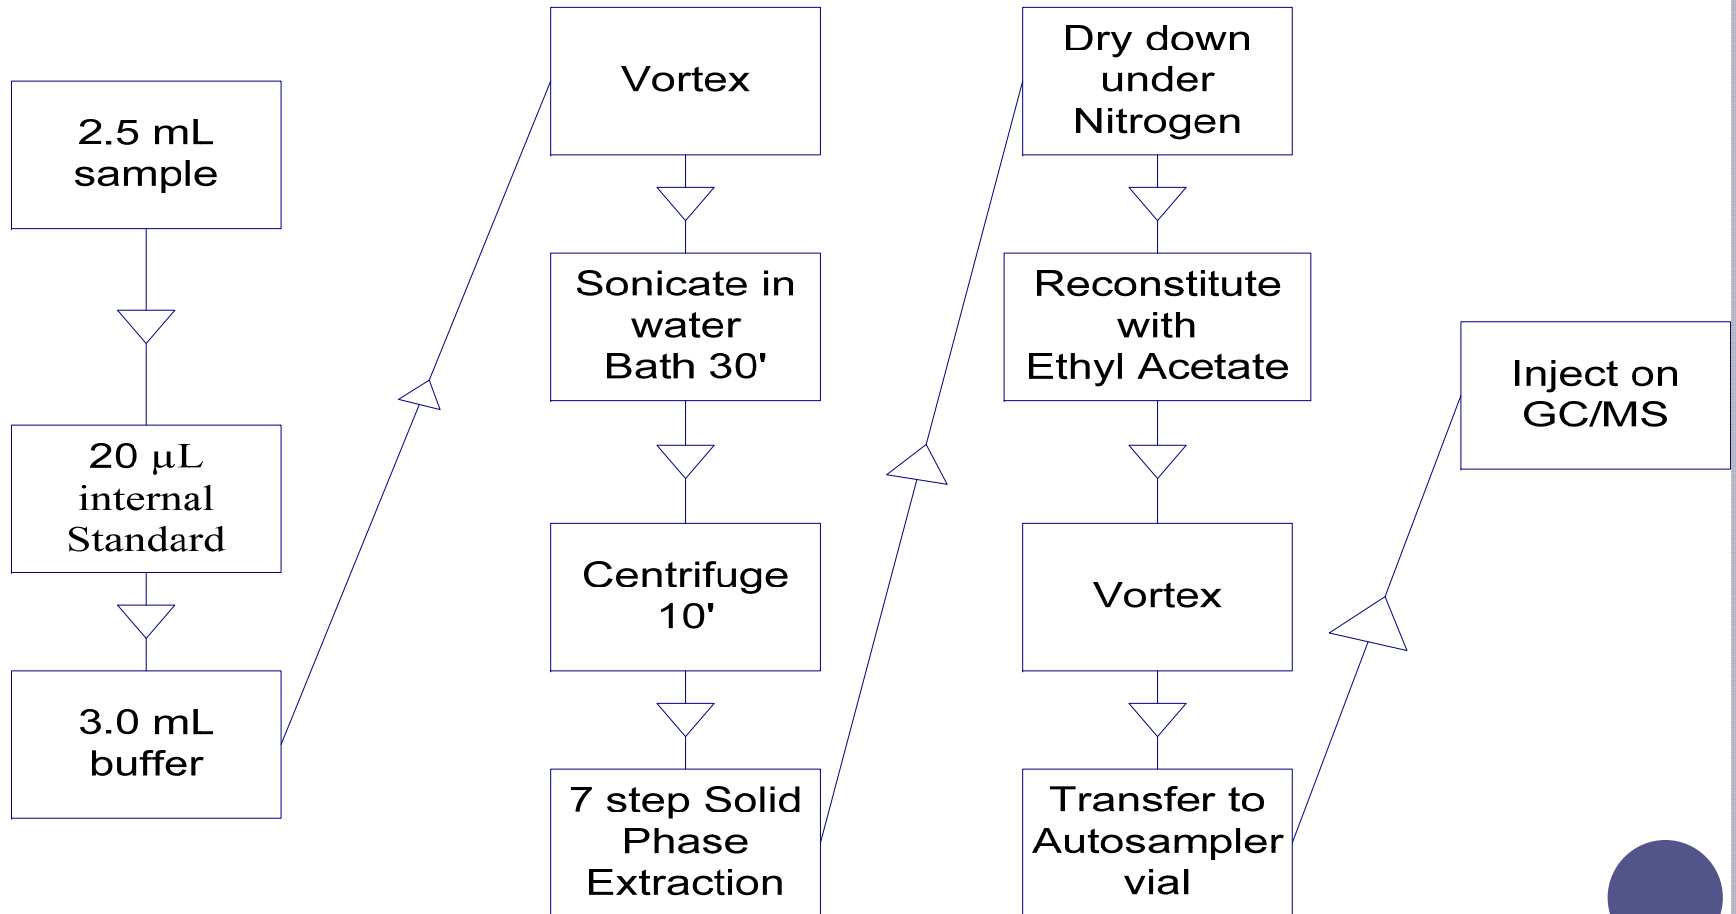 2.5 mL
sample
20 μL
internal
Standard
3.0 mL
buffer
Vortex
Sonicate in
water
Bath 30'
Centrifuge
10'
7 step Solid
Phase
Extraction
Dry down
under
Nitrogen
Reconstitute
with
Ethyl Acetate
Vortex
Transfer to
Autosampler
vial
Inject on
GC/MS